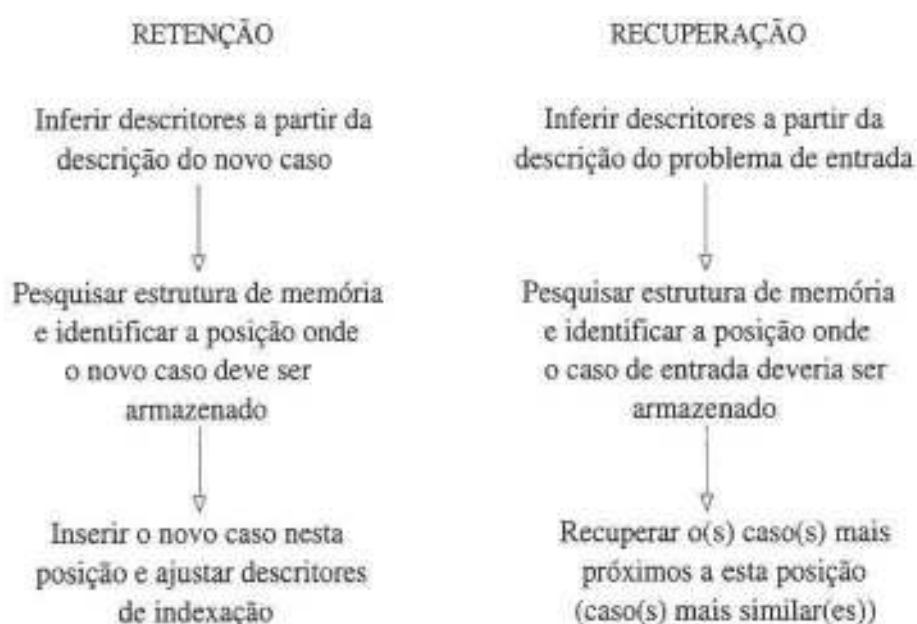 RETENÇÃO
Inferir descritores a partir da
descrição do novo caso
Pesquisar estrutura de memória
e identificar a posição onde
o novo caso deve ser
armazenado
Inserir o novo caso nesta
posição e ajustar descritores
de indexação
RECUPERAÇÃO
Inferir descritores a partir da
descrição do problema de entrada
Pesquisar estrutura de memória
e identificar a posição onde
o caso de entrada deveria ser
armazenado
Recuperar o(s) caso(s) mais
próximos a esta posição
(caso(s) mais similar(es))